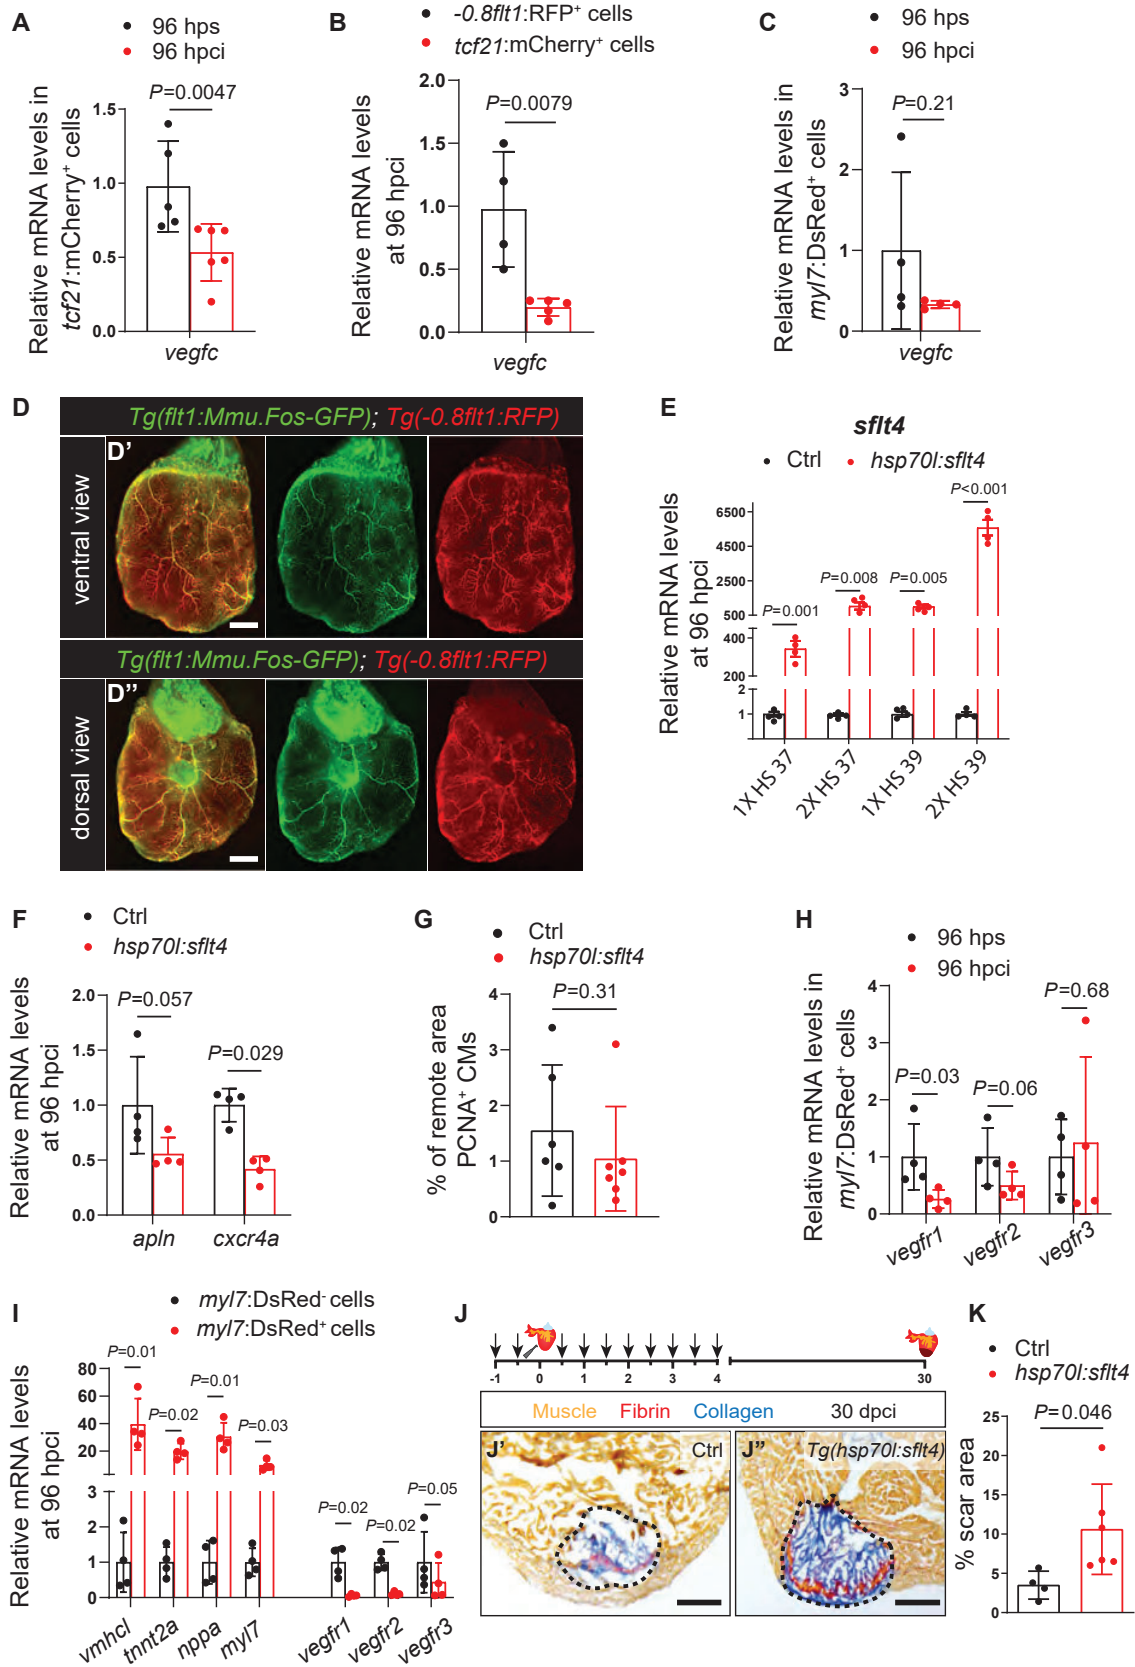 A
96 hps
96 hpci
Relative mRNA levels in
tcf21:mCherry+ cells
P=0.0047
1.5
1.0
0.5
0.0
vegfc
B
-0.8flt1:RFP+ cells
tcf21:mCherry+ cells
Relative mRNA levels
at 96 hpci
P=0.0079
2.0
1.5
1.0
0.5
0.0
vegfc
C
96 hps
96 hpci
Relative mRNA levels in
myl7:DsRed+ cells
P=0.21
3
2
1
0
vegfc
D
Tg(flt1:Mmu.Fos-GFP); Tg(-0.8flt1:RFP)
D'
ventral view
Tg(flt1:Mmu.Fos-GFP); Tg(-0.8flt1:RFP)
D''
dorsal view
E
sflt4
Ctrl
hsp70l:sflt4
Relative mRNA levels
at 96 hpci
P<0.001
P=0.008
P=0.005
P=0.001
6500
4500
2500
500
400
200
2
1
1X HS 37
2X HS 37
1X HS 39
2X HS 39
F
Ctrl
hsp70l:sflt4
Relative mRNA levels
at 96 hpci
P=0.057
P=0.029
2.0
1.5
1.0
0.5
0.0
apln
cxcr4a
G
Ctrl
hsp70l:sflt4
% of remote area
PCNA+ CMs
P=0.31
4
3
2
1
0
H
96 hps
96 hpci
Relative mRNA levels in
myl7:DsRed+ cells
P=0.03
P=0.06
P=0.68
4
3
2
1
0
vegfr1
vegfr2
vegfr3
I
myl7:DsRed- cells
myl7:DsRed+ cells
Relative mRNA levels
at 96 hpci
P=0.01
P=0.02
P=0.01
P=0.03
P=0.02
P=0.02
P=0.05
80
60
40
20
3
2
1
0
vmhcl
tnnt2a
nppa
myl7
vegfr1
vegfr2
vegfr3
J
-1
0
1
2
3
4
30
Muscle Fibrin Collagen 30 dpci
J'
Ctrl
J''
Tg(hsp70l:sflt4)
K
Ctrl
hsp70l:sflt4
% scar area
P=0.046
25
20
15
10
5
0